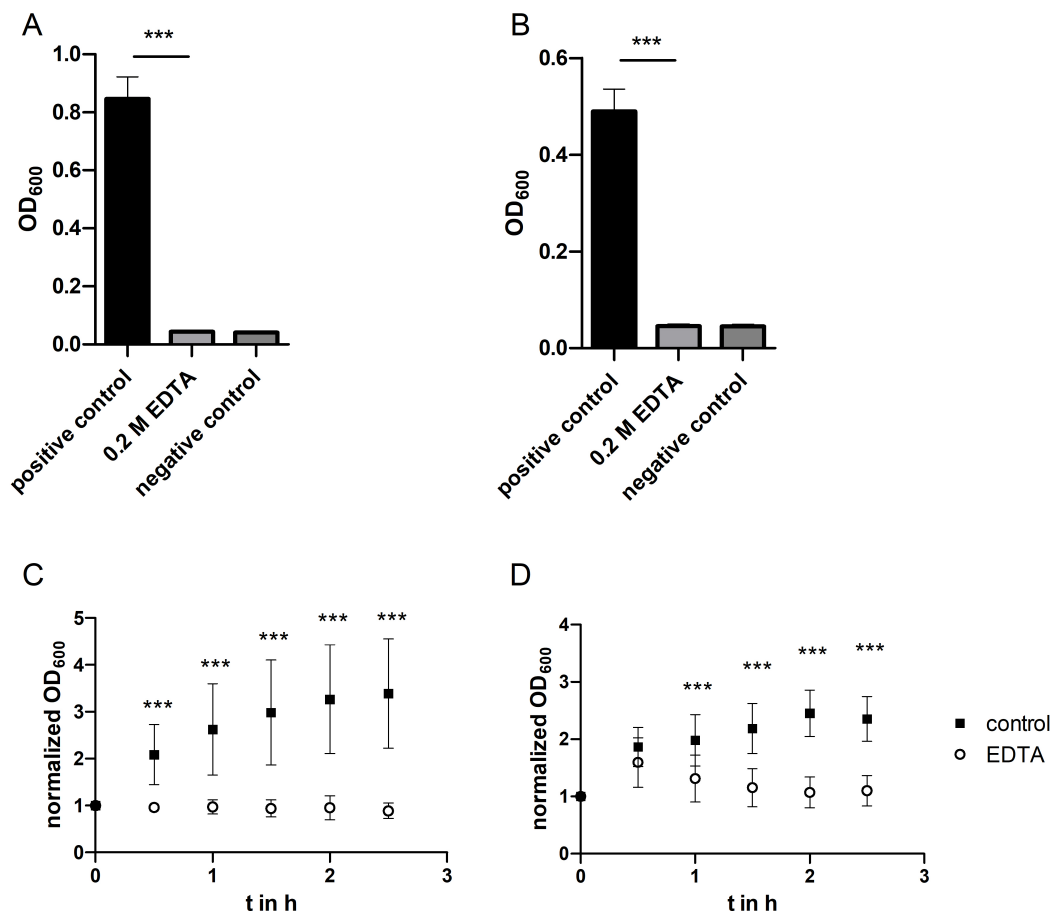 A
***
1.0
0.8
0.6
0.4
0.2
0.0
OD600
positive control
0.2 M EDTA
negative control
B
***
0.6
0.4
0.2
0.0
OD600
positive control
0.2 M EDTA
negative control
C
5
4
3
2
1
0
normalized OD600
*** *** *** *** ***
0 1 2 3
t in h
D
4
3
2
1
0
normalized OD600
*** *** *** ***
0 1 2 3
t in h
control
EDTA